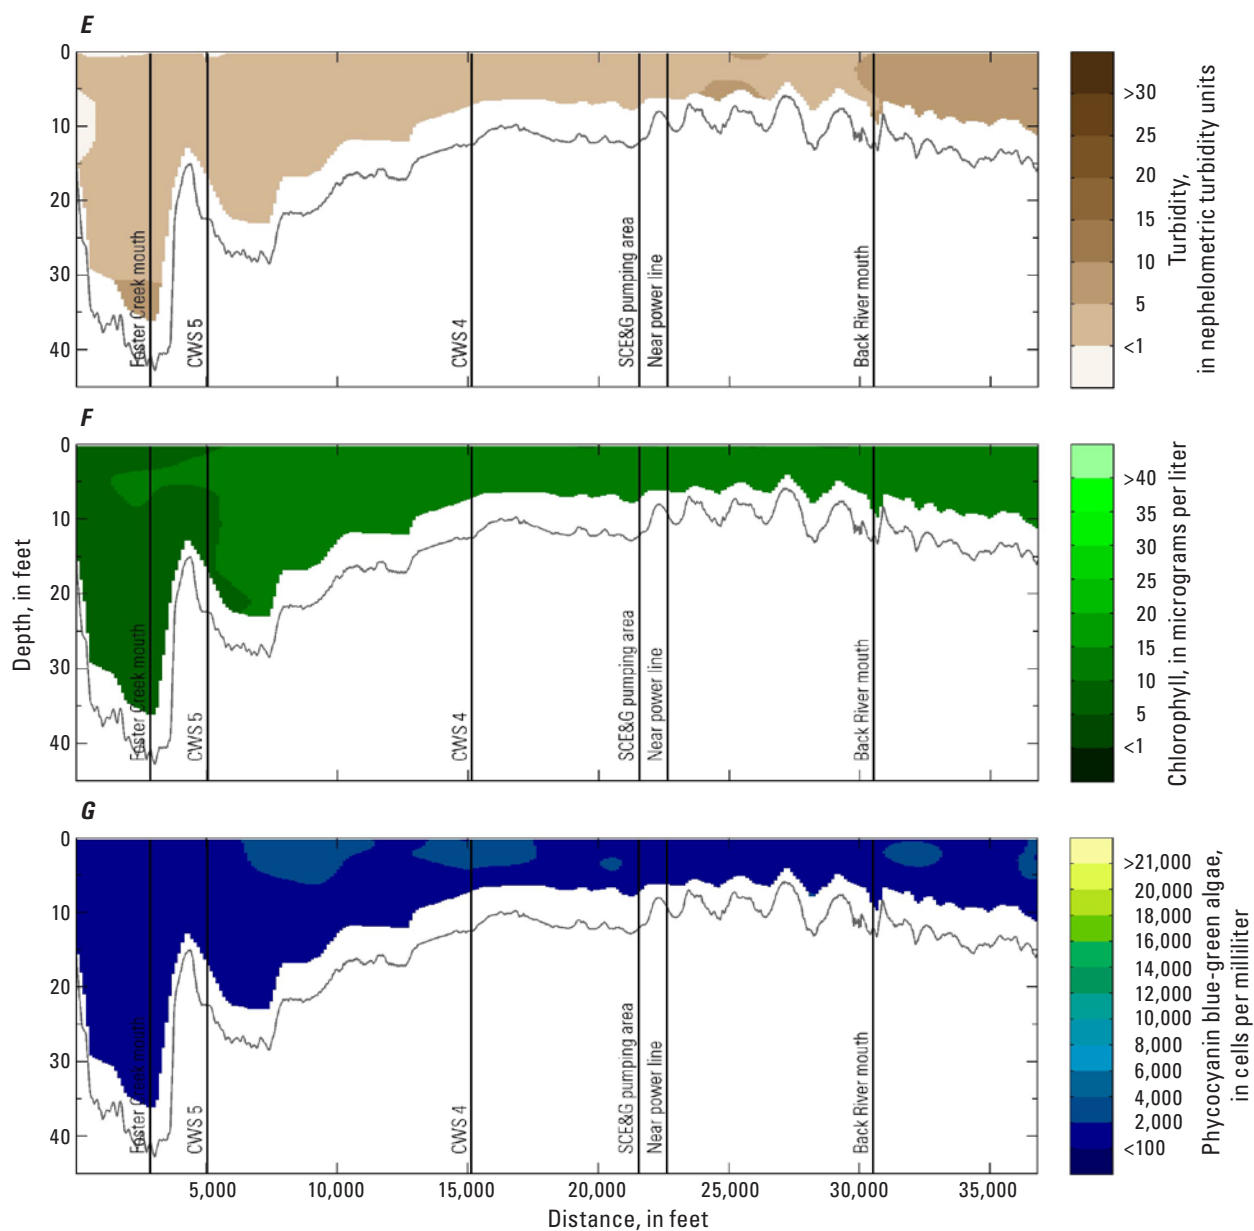 E
0
10
20
30
40
Foster Creek mouth
CWS 5
CWS 4
SCE&G pumping area
Near power line
Back River mouth
>30
25
20
15
10
5
<1
Turbidity,
in nephelometric turbidity units
F
Depth, in feet
0
10
20
30
40
Foster Creek mouth
CWS 5
CWS 4
SCE&G pumping area
Near power line
Back River mouth
>40
35
30
25
20
15
10
5
<1
Chlorophyll, in micrograms per liter
G
0
10
20
30
40
Foster Creek mouth
CWS 5
CWS 4
SCE&G pumping area
Near power line
Back River mouth
>21,000
20,000
18,000
16,000
14,000
12,000
10,000
8,000
6,000
4,000
2,000
<100
Phycocyanin blue-green algae,
in cells per milliliter
5,000 10,000 15,000 20,000 25,000 30,000 35,000
Distance, in feet